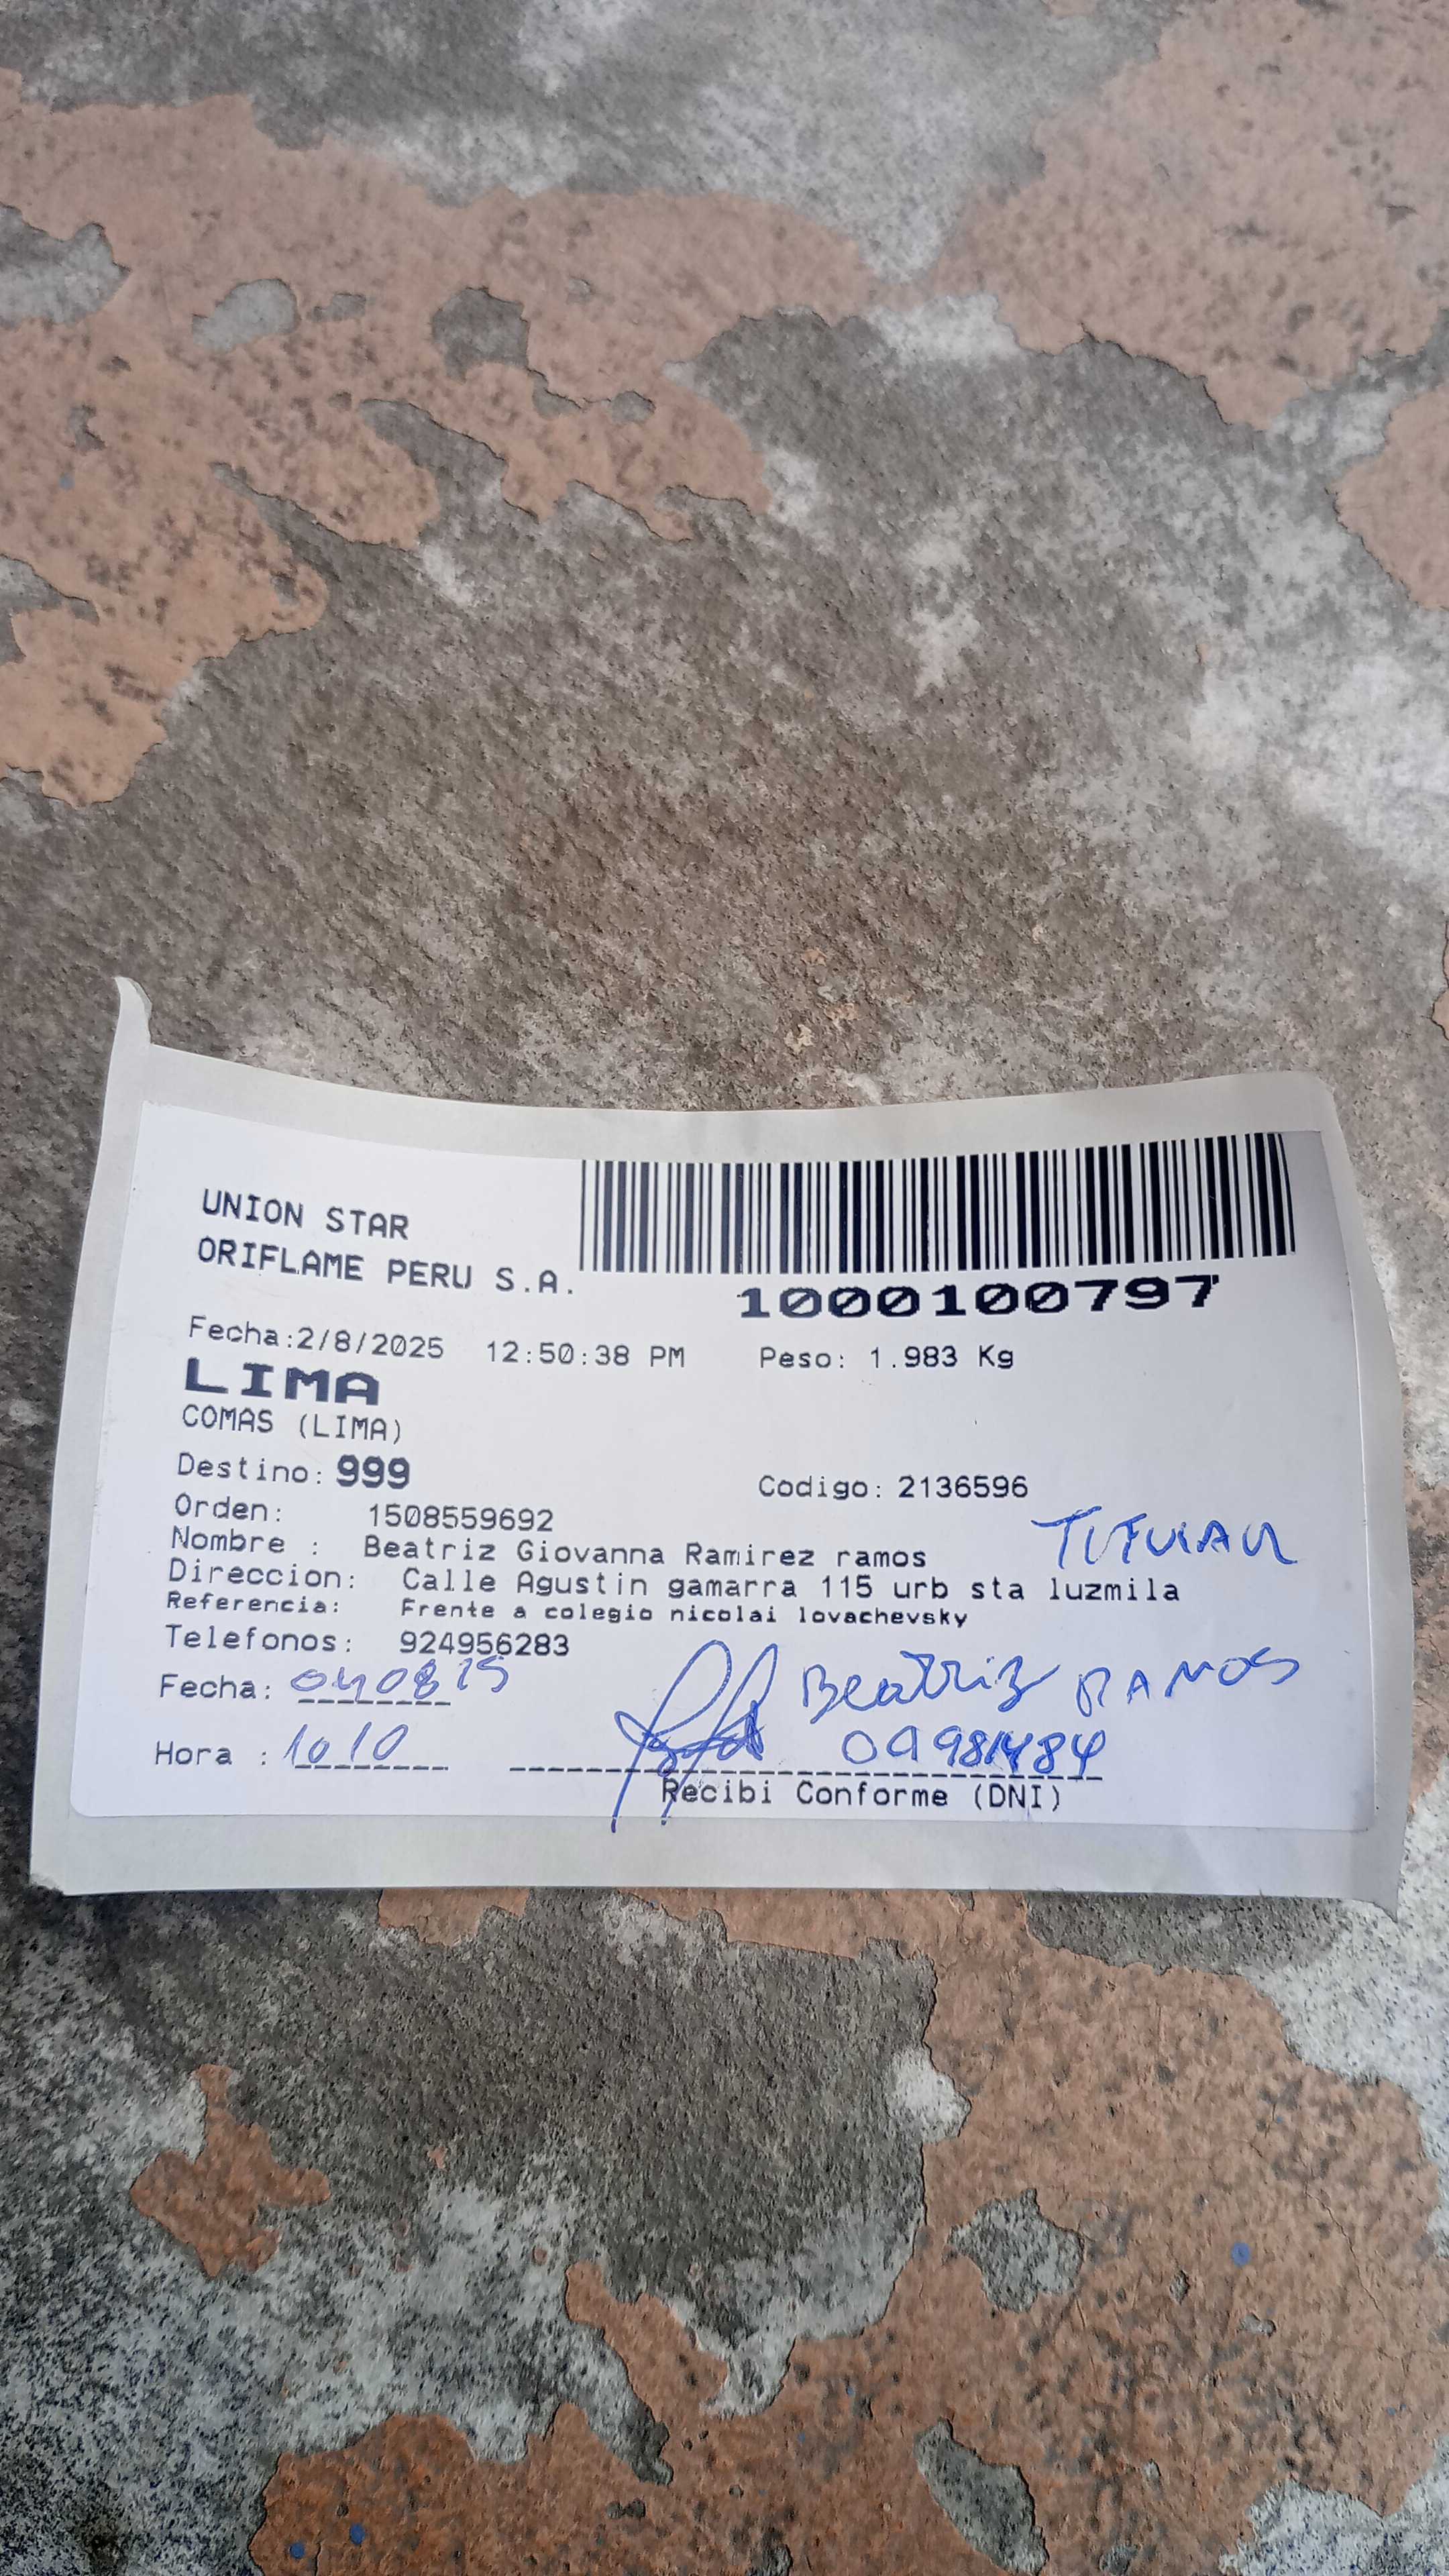 UNION STAR
ORIFLAME PERU S.A.
1000100797
Fecha:2/8/2025 12:50:38 PM Peso: 1.983 Kg
LIMA
COMAS (LIMA)
Destino: 999 Codigo: 2136596
Orden: 1508559692
TITULAR
Nombre : Beatriz Giovanna Ramirez ramos
Direccion: Calle Agustin gamarra 115 urb sta luzmila
Referencia: Frente a colegio nicolai lovachevsky
Telefonos: 924956283
Fecha: 040825
Beatriz RAMOS
Hora : 1010
Recibi Conforme (DNI)